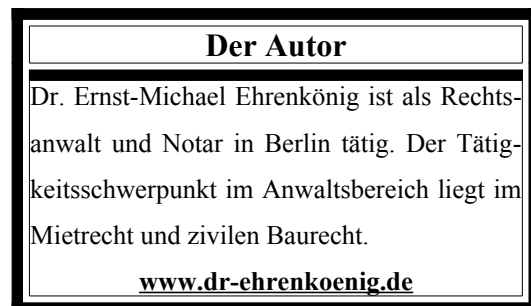 Der Autor
Dr. Ernst-Michael Ehrenkönig ist als Rechts-
anwalt und Notar in Berlin tätig. Der Tätig-
keitsschwerpunkt im Anwaltsbereich liegt im
Mietrecht und zivilen Baurecht.
www.dr-ehrenkoenig.de